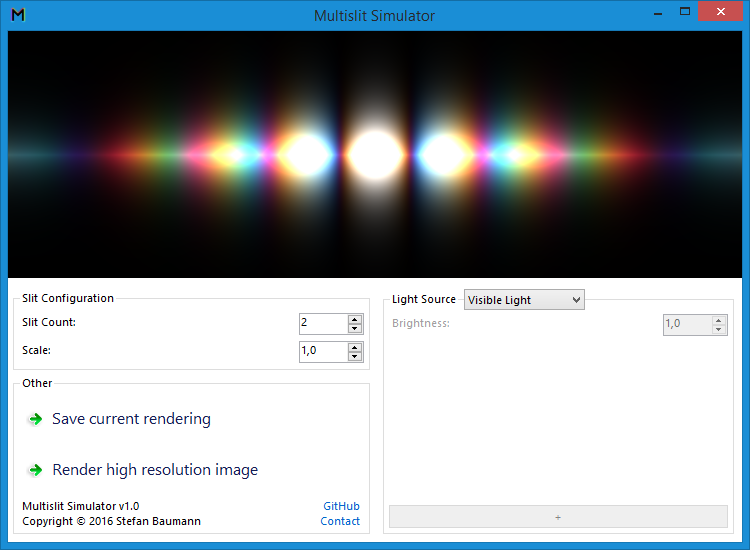 Multislit Simulator
Slit Configuration
Slit Count:
2
Scale:
1,0
Other
Save current rendering
Render high resolution image
Multislit Simulator v1.0
GitHub
Copyright © 2016 Stefan Baumann
Contact
Light Source
Visible Light
Brightness:
1,0
+